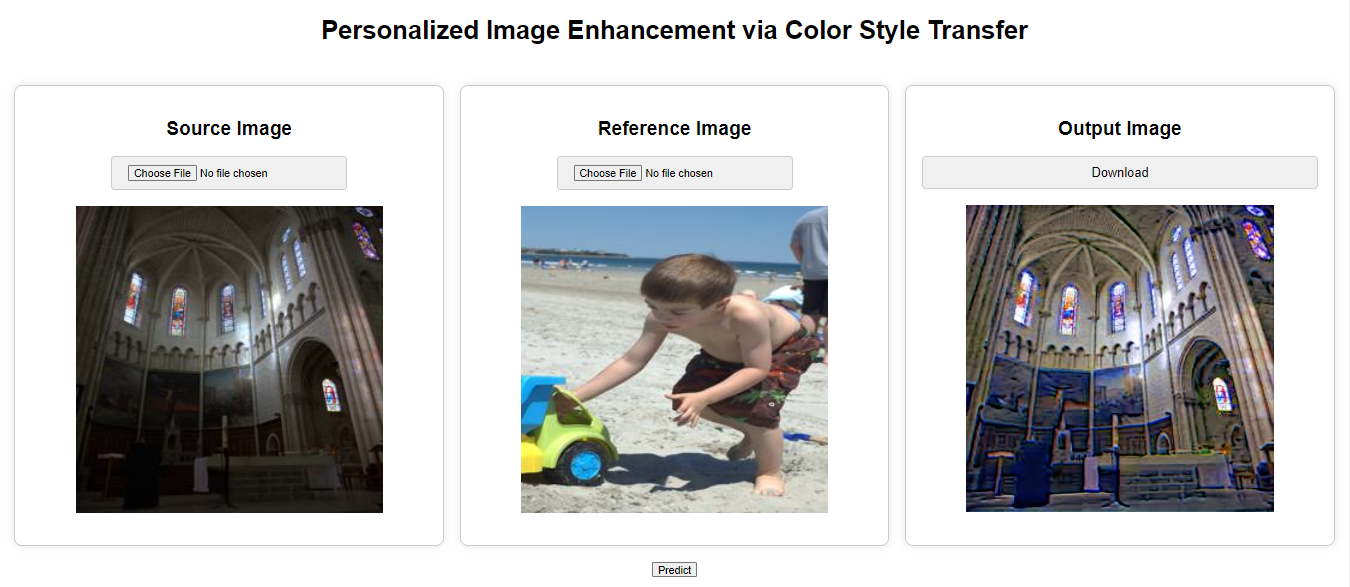 Personalized Image Enhancement via Color Style Transfer
Source Image
Choose File No file chosen
Reference Image
Choose File No file chosen
Output Image
Download
Predict